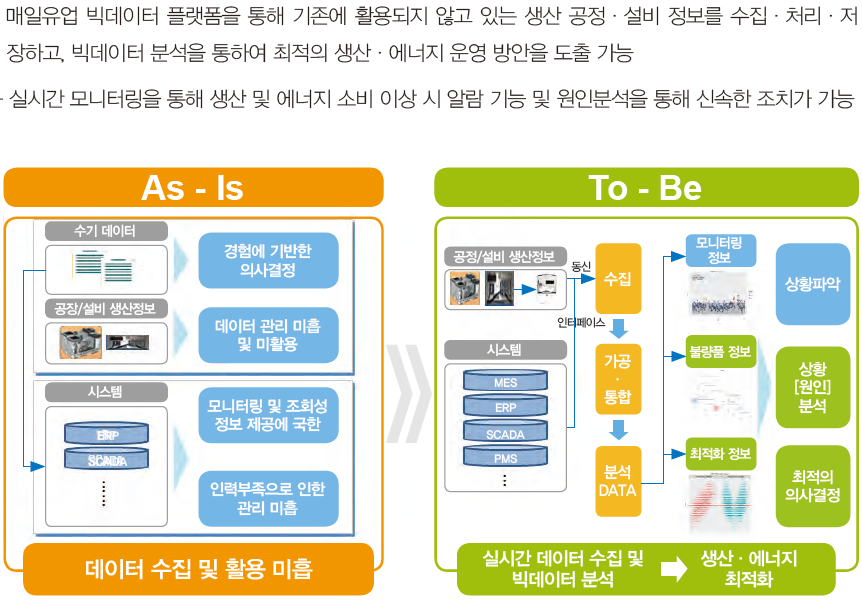 매일유업 빅데이터 플랫폼을 통해 기존에 활용되지 않고 있는 생산 공정 · 설비 정보를 수집 · 처리 · 저
장하고, 빅데이터 분석을 통하여 최적의 생산 · 에너지 운영 방안을 도출 가능
- 실시간 모니터링을 통해 생산 및 에너지 소비 이상 시 알람 기능 및 원인분석을 통해 신속한 조치가 가능
As - Is
수기 데이터
경험에 기반한
의사결정
공장/설비 생산정보
데이터 관리 미흡
및 미활용
시스템
ERP
SCADA
모니터링 및 조회성
정보 제공에 국한
인력부족으로 인한
관리 미흡
데이터 수집 및 활용 미흡
To - Be
공정/설비 생산정보
동신
인터페이스
시스템
MES
ERP
SCADA
PMS
수집
가공
·
통합
분석
DATA
모니터링
정보
불량품 정보
최적화 정보
상황파악
상황
[원인]
분석
최적의
의사결정
실시간 데이터 수집 및
빅데이터 분석
생산 · 에너지
최적화